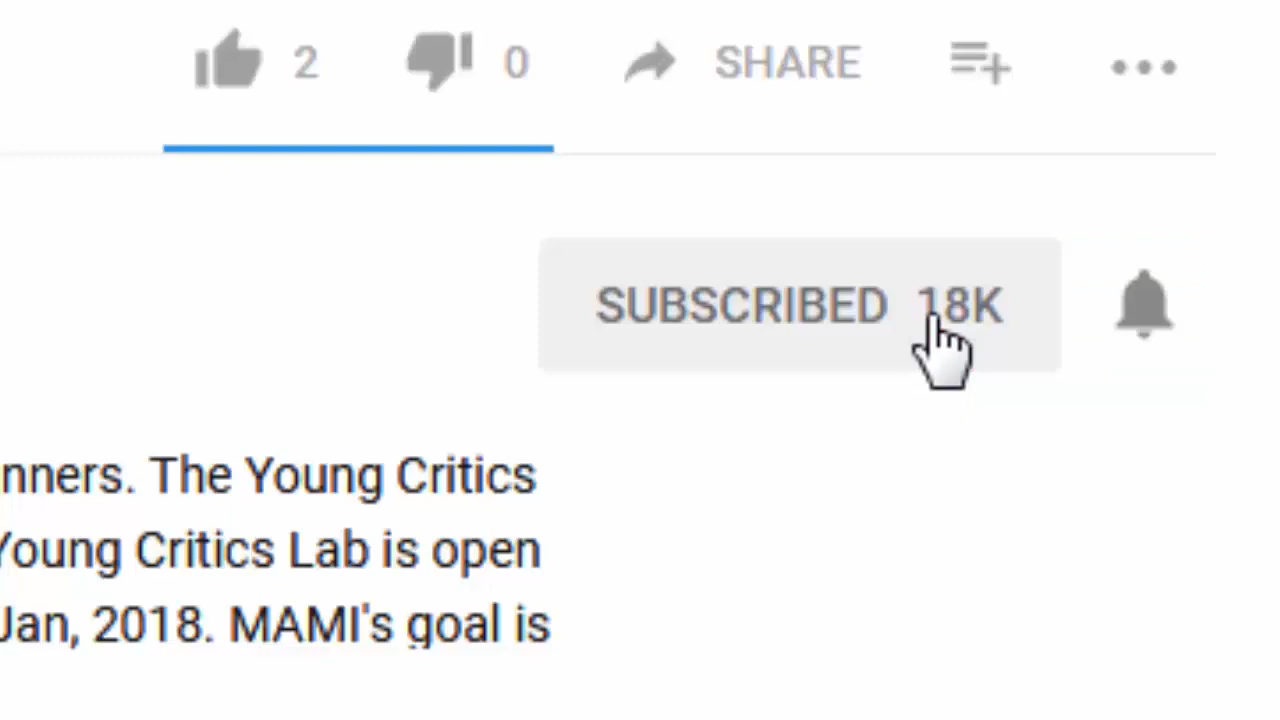 2 0 SHARE
SUBSCRIBED 18K
nners. The Young Critics
Young Critics Lab is open
Jan, 2018. MAMI's goal is